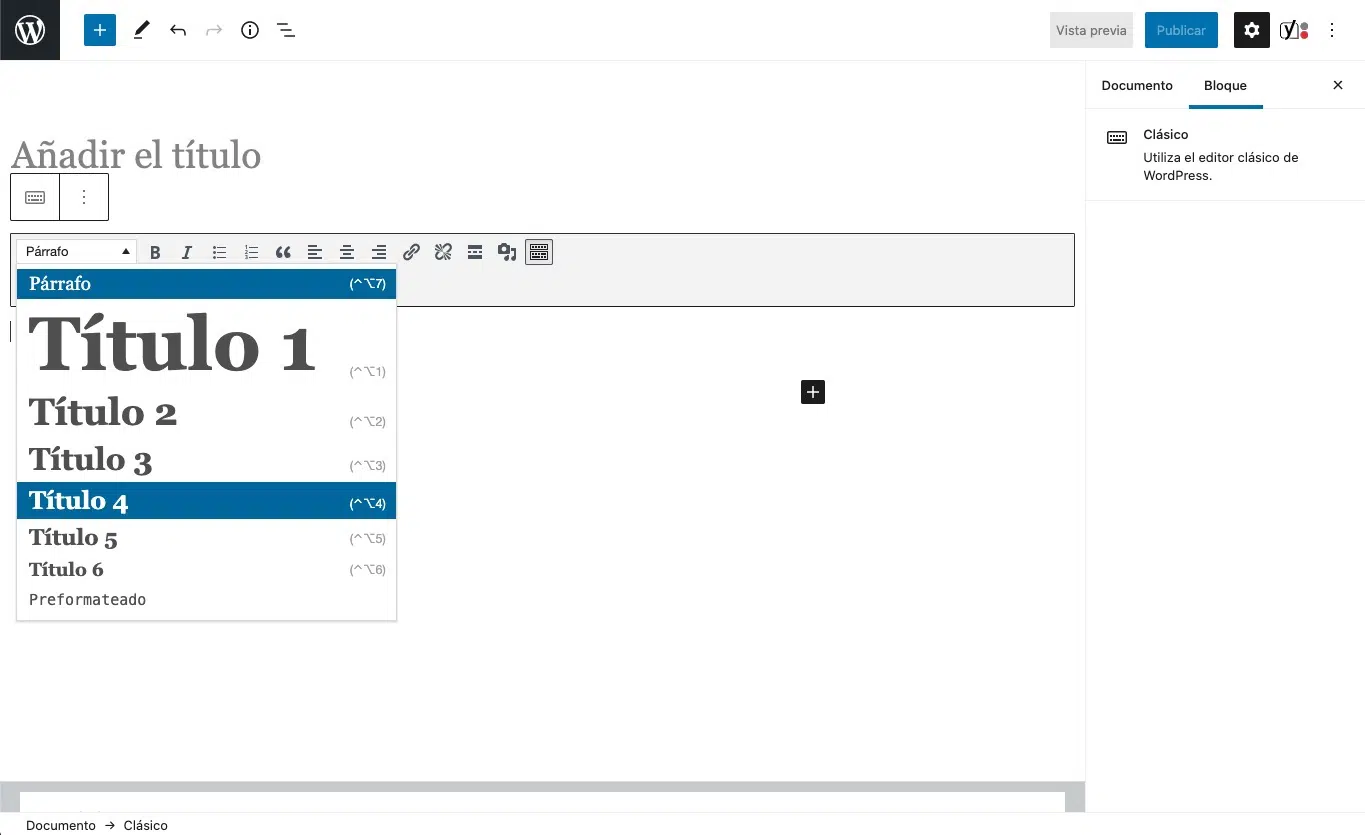 Vista previa
Publicar
Documento
Bloque
Clásico
Utiliza el editor clásico de
WordPress.
Añadir el título
Párrafo
Párrafo (^⌥7)
Título 1 (^⌥1)
Título 2 (^⌥2)
Título 3 (^⌥3)
Título 4 (^⌥4)
Título 5 (^⌥5)
Título 6 (^⌥6)
Preformateado
Documento → Clásico